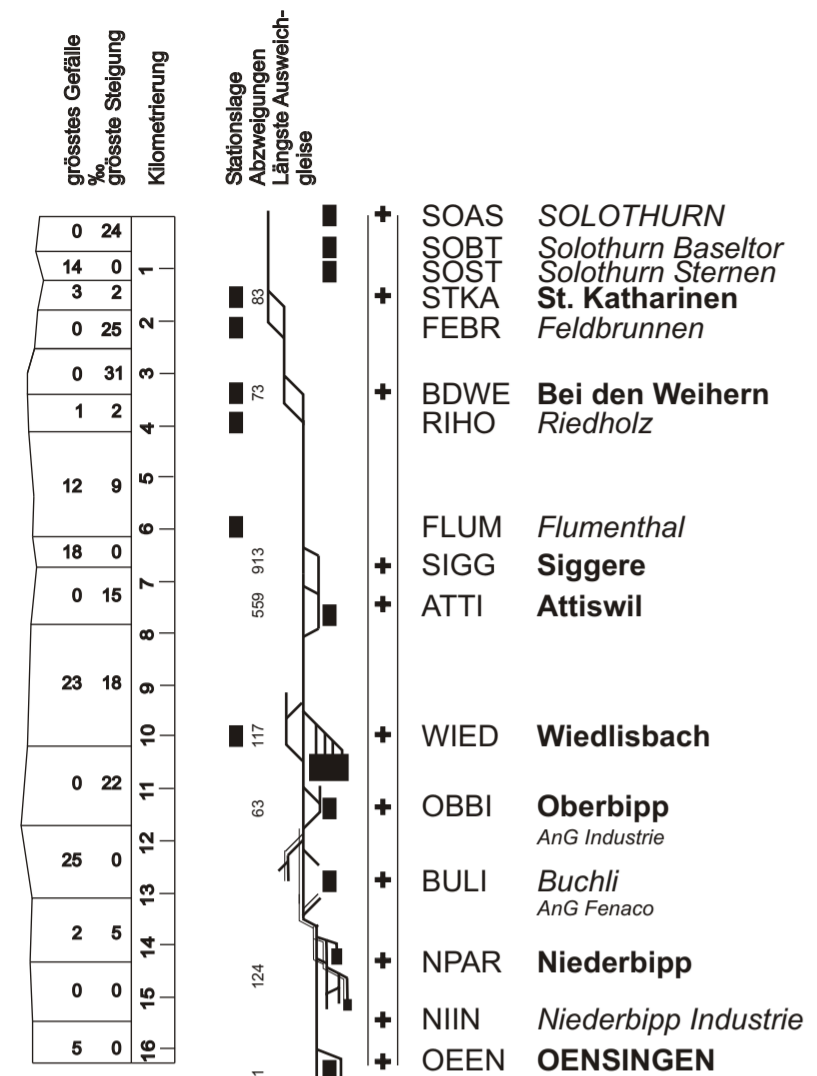 grösstes Gefälle
‰
grösste Steigung
Kilometrierung
Stationslage
Abzweigungen
Längste Ausweich-
gleise
0 24
14 0
3 2
0 25
0 31
1 2
12 9
18 0
0 15
23 18
0 22
25 0
2 5
0 0
5 0
1
2
3
4
5
6
7
8
9
10
11
12
13
14
15
16
83
73
913
559
117
63
124
1
SOAS SOLOTHURN
SOBT Solothurn Baseltor
SOST Solothurn Sternen
STKA St. Katharinen
FEBR Feldbrunnen
BDWE Bei den Weihern
RIHO Riedholz
FLUM Flumenthal
SIGG Siggere
ATTI Attiswil
WIED Wiedlisbach
OBBI Oberbipp
AnG Industrie
BULI Buchli
AnG Fenaco
NPAR Niederbipp
NIIN Niederbipp Industrie
OEEN OENSINGEN